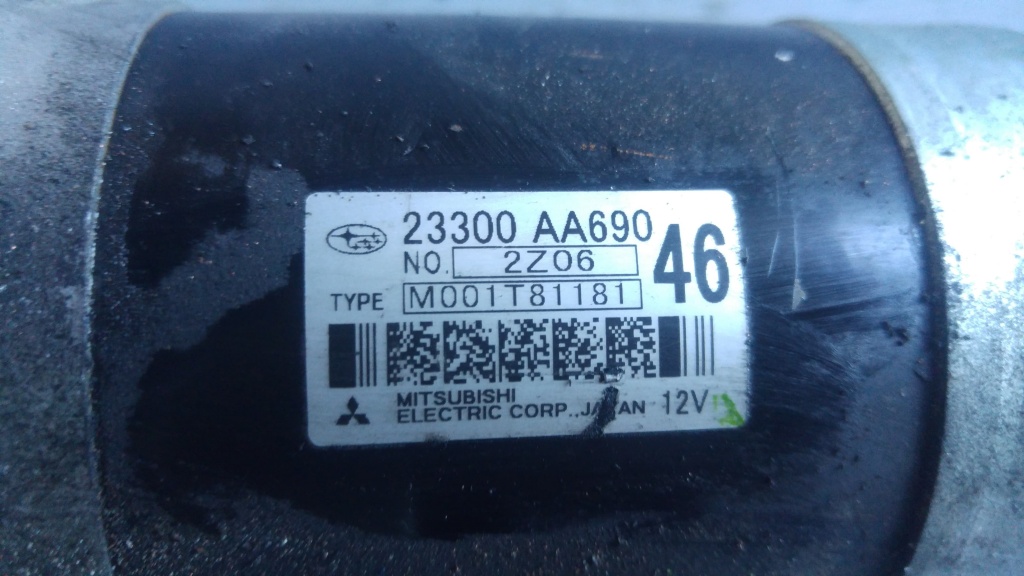 23300 AA690
46
NO. 2Z06
TYPE M001T81181
MITSUBISHI
ELECTRIC CORP., JAPAN 12V